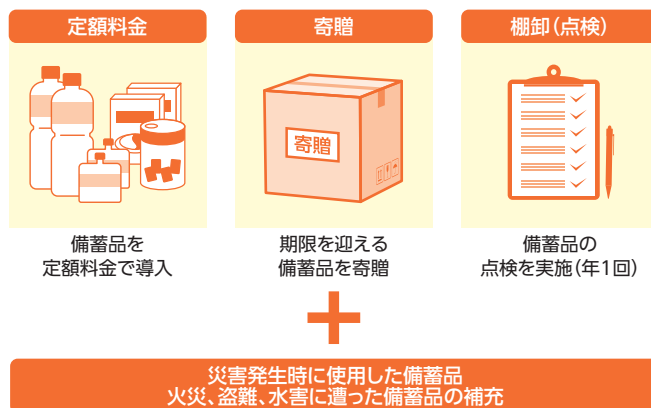 定額料金
寄贈
棚卸(点検)
寄贈
備蓄品を
定額料金で導入
期限を迎える
備蓄品を寄贈
備蓄品の
点検を実施(年1回)
災害発生時に使用した備蓄品
火災、盗難、水害に遭った備蓄品の補充